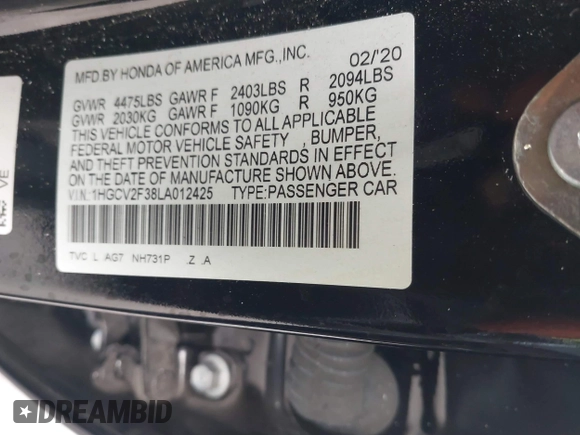 MFD.BY HONDA OF AMERICA MFG.,INC. 02/'20
GVWR 4475LBS GAWR F 2403LBS R 2094LBS
GVWR 2030KG GAWR F 1090KG R 950KG
THIS VEHICLE CONFORMS TO ALL APPLICABLE
FEDERAL MOTOR VEHICLE SAFETY , BUMPER,
AND THEFT PREVENTION STANDARDS IN EFFECT
ON THE DATE OF MANUFACTURE SHOWN ABOVE.
V.I.N.:1HGCV2F38LA012425 TYPE:PASSENGER CAR
TVC L AG7 NH731P .Z .A
VE
DREAMBID